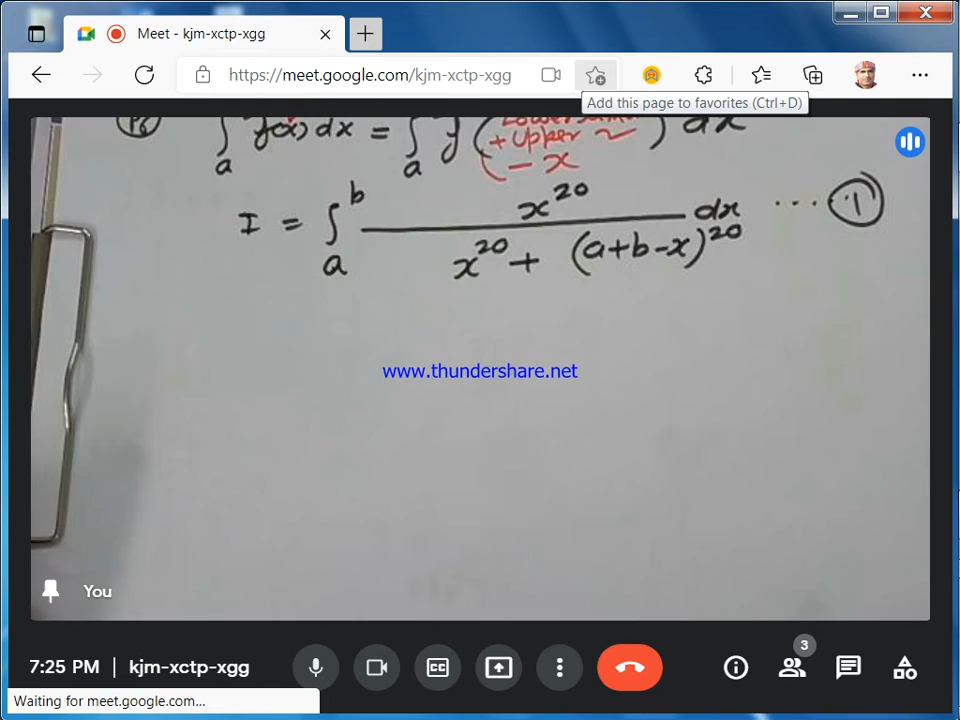 Meet - kjm-xctp-xgg
https://meet.google.com/kjm-xctp-xgg
Add this page to favorites (Ctrl+D)
∫ₐ f(x) dx = ∫ₐ f( + Upper ~ − x ) dx
I = ∫ₐᵇ x²⁰ / (x²⁰ + (a+b−x)²⁰) dx ... ①
www.thundershare.net
You
3
7:25 PM | kjm-xctp-xgg
CC
Waiting for meet.google.com...